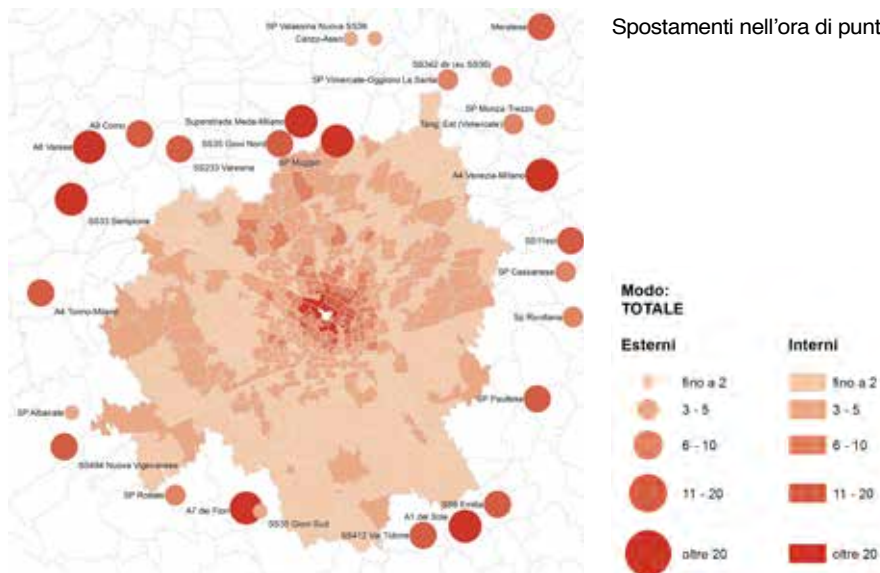 Spostamenti nell'ora di punt
SP Valassina Nuova SS36
Canzo-Asso
Meratese
SS342 dir (ex SS36)
SP Vimercate-Oggiono La Santa
SP Monza-Trezzo
Tang. Est (Vimercate)
A9 Como
Superstrada Meda-Milano
A8 Varese
SS35 Giovi Nord
SP Muggiò
SS233 Varesina
A4 Venezia-Milano
SS33 Sempione
SP Cassanese
Sp Rivoltana
A4 Torino-Milano
SP Paullese
SP Albairate
SS494 Nuova Vigevanese
SP Rosate
A7 dei Fiori
SS35 Giovi Sud
SS9 Emilia
A1 del Sole
SS412 Val Tidone
Modo:
TOTALE
Esterni Interni
fino a 2 fino a 2
3 - 5 3 - 5
6 - 10 6 - 10
11 - 20 11 - 20
oltre 20 oltre 20